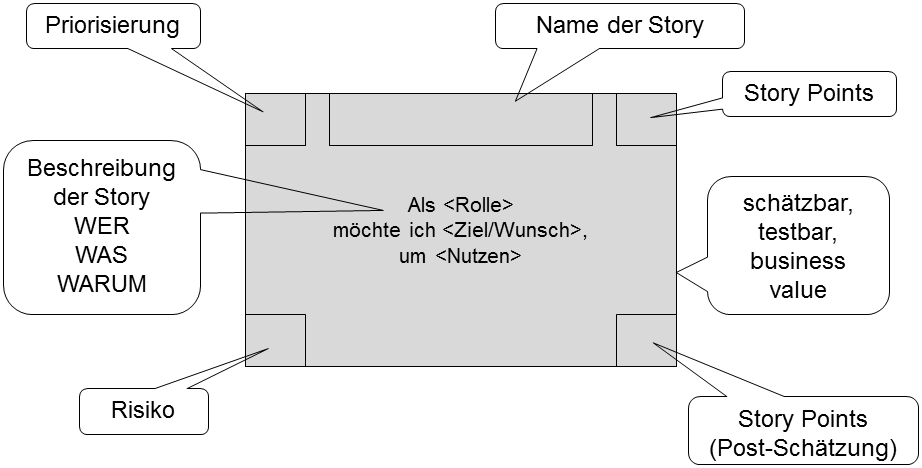 Priorisierung
Name der Story
Story Points
Beschreibung
der Story
WER
WAS
WARUM
Als <Rolle>
möchte ich <Ziel/Wunsch>,
um <Nutzen>
schätzbar,
testbar,
business
value
Risiko
Story Points
(Post-Schätzung)